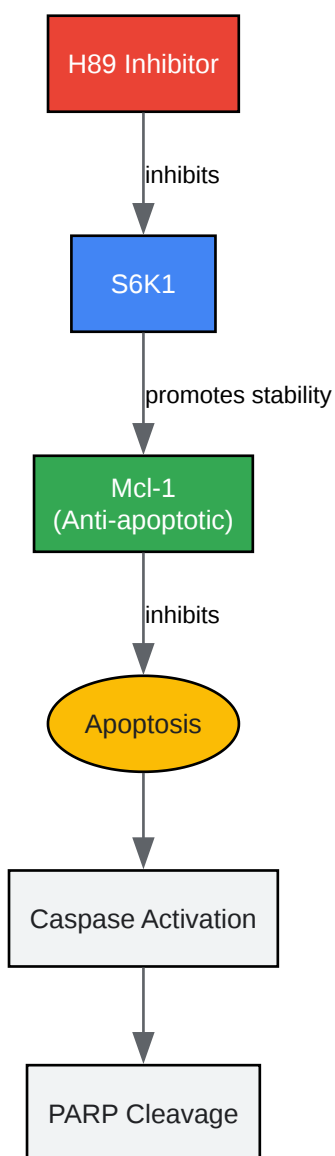 H89 Inhibitor
inhibits
S6K1
promotes stability
Mcl-1
(Anti-apoptotic)
inhibits
Apoptosis
Caspase Activation
PARP Cleavage